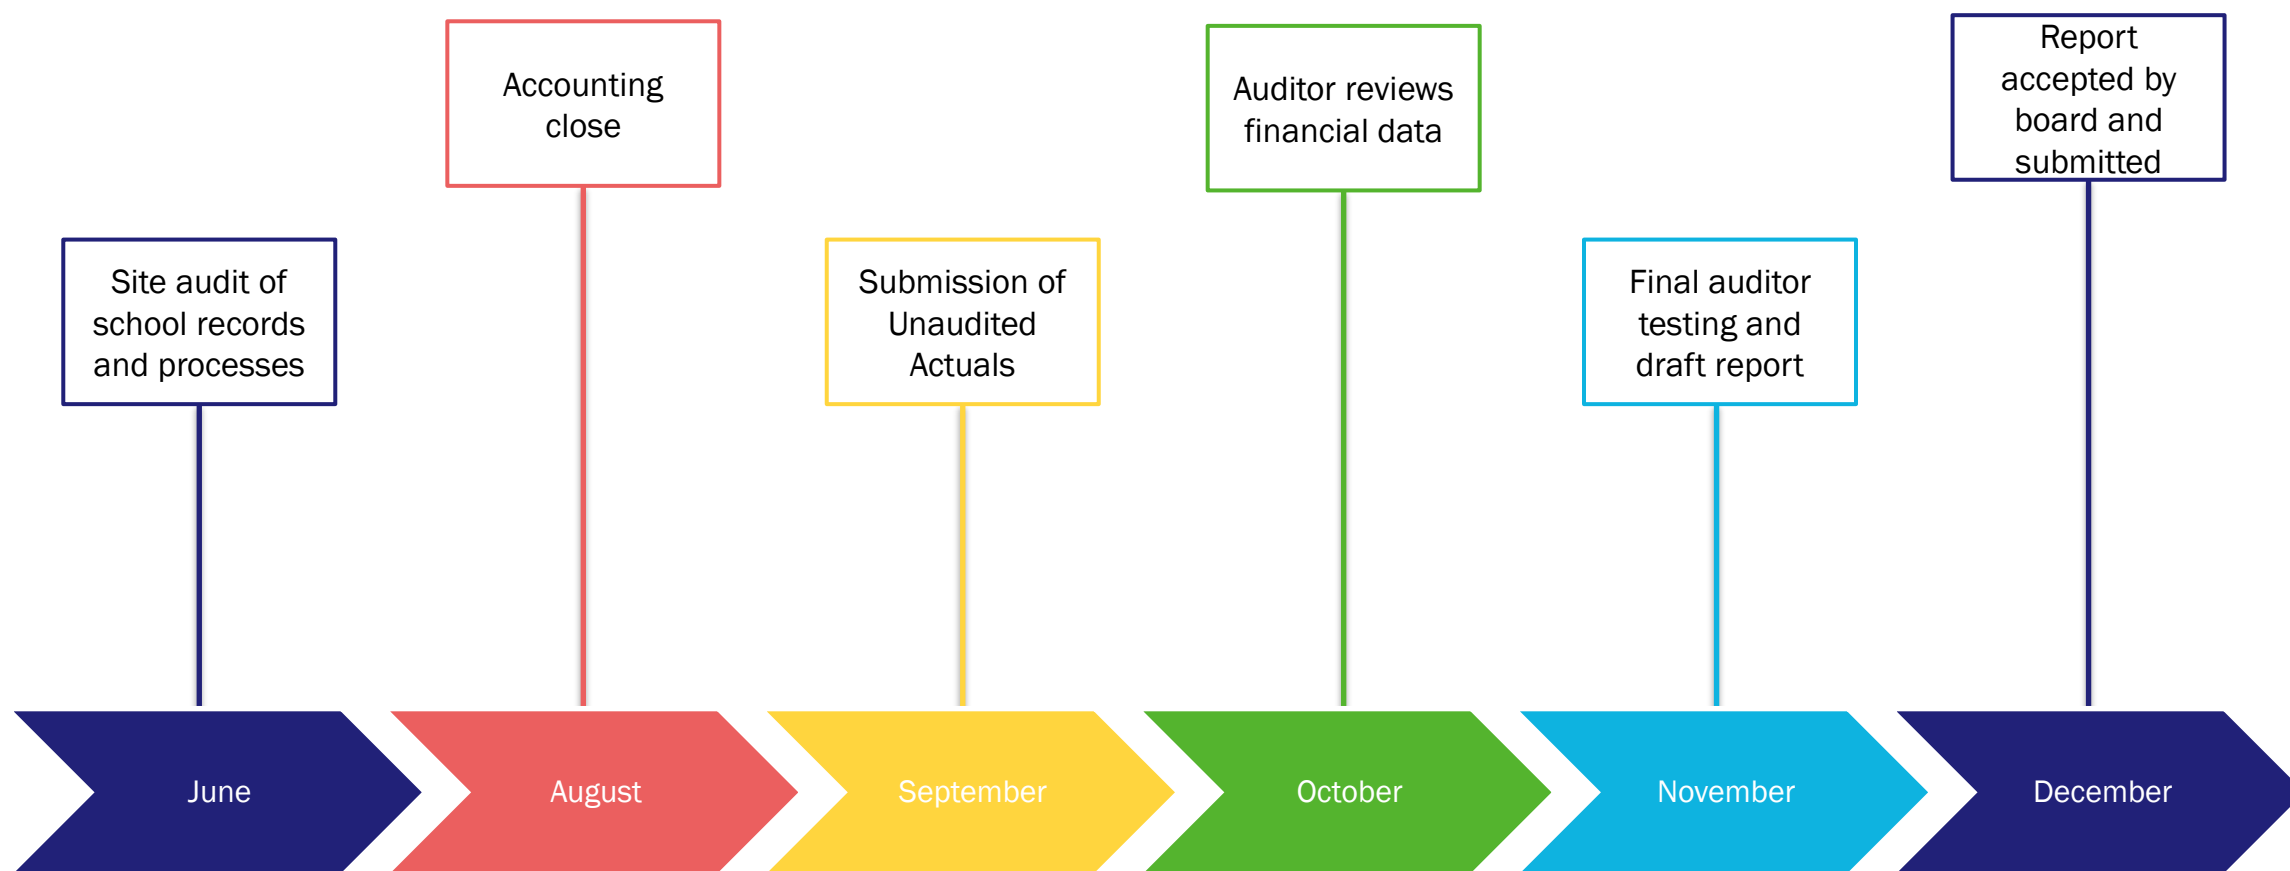 Site audit of
school records
and processes
Accounting
close
Submission of
Unaudited
Actuals
Auditor reviews
financial data
Final auditor
testing and
draft report
Report
accepted by
board and
submitted
June
August
September
October
November
December